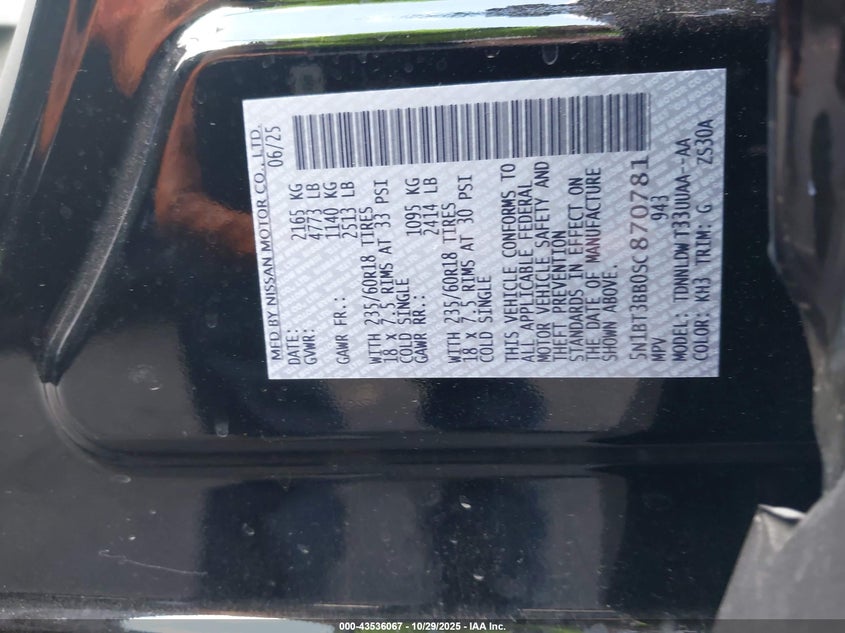 MFD BY NISSAN MOTOR CO., LTD.
DATE: 06/25
GVWR: 2165 KG
4773 LB
GAWR FR.: 1140 KG
2513 LB
WITH 235/60R18 TIRES
18 x 7.5 RIMS AT 33 PSI
COLD SINGLE
GAWR RR.: 1095 KG
2414 LB
WITH 235/60R18 TIRES
18 x 7.5 RIMS AT 30 PSI
COLD SINGLE
THIS VEHICLE CONFORMS TO
ALL APPLICABLE FEDERAL
MOTOR VEHICLE SAFETY AND
THEFT PREVENTION
STANDARDS IN EFFECT ON
THE DATE OF MANUFACTURE
SHOWN ABOVE.
5N1BT3BB0SC870781
MPV 943
MODEL: TDNNLDW T33UUAA--AA
COLOR: KH3 TRIM: G ZS30A
000-43536067 - 10/29/2025 - IAA Inc.